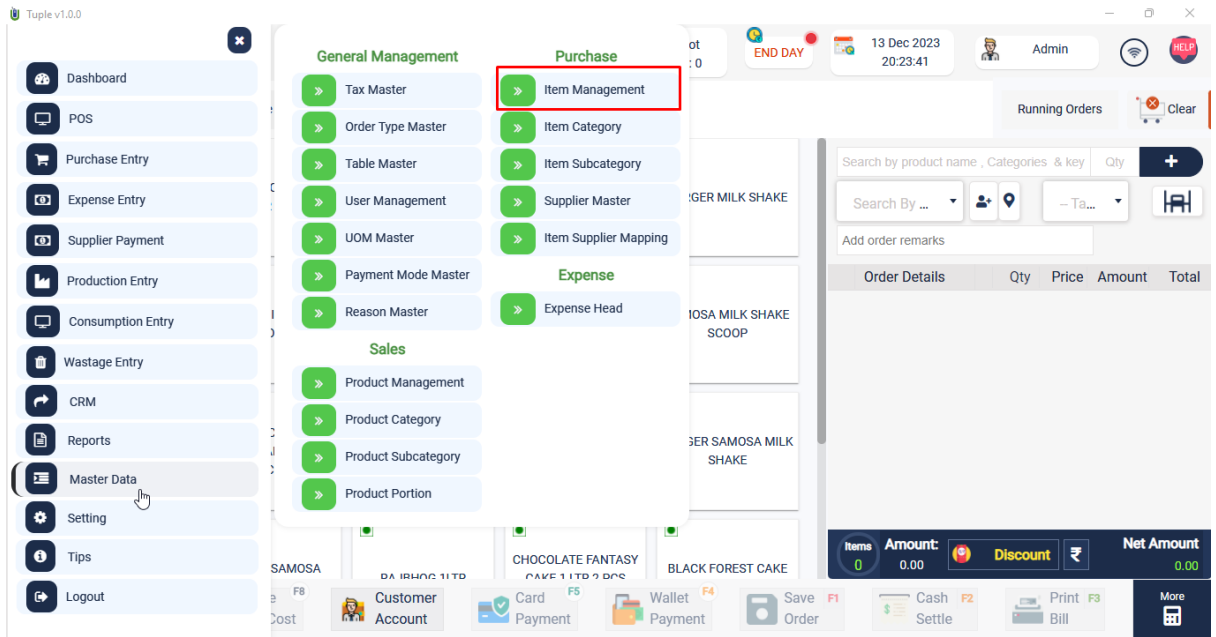 Tuple v1.0.0
Dashboard
POS
Purchase Entry
Expense Entry
Supplier Payment
Production Entry
Consumption Entry
Wastage Entry
CRM
Reports
Master Data
Setting
Tips
Logout
General Management
Tax Master
Order Type Master
Table Master
User Management
UOM Master
Payment Mode Master
Reason Master
Sales
Product Management
Product Category
Product Subcategory
Product Portion
Purchase
Item Management
Item Category
Item Subcategory
Supplier Master
Item Supplier Mapping
Expense
Expense Head
: 0
END DAY
13 Dec 2023
20:23:41
Admin
HELP
Running Orders
Clear
MILK SHAKE
MILK SHAKE
SCOOP
SAMOSA MILK
SHAKE
SAMOSA
CHOCOLATE FANTASY
CAKE 1 LTR 2 PCS
BLACK FOREST CAKE
Search by product name , Categories & key
Qty
+
Search By ...
-- Ta...
Add order remarks
Order Details
Qty
Price
Amount
Total
Items
0
Amount:
0.00
Discount
₹
Net Amount
0.00
F8
Cost
Customer
Account
Card
Payment
F5
Wallet
Payment
F4
Save
Order
F1
Cash
Settle
F2
Print
Bill
F3
More